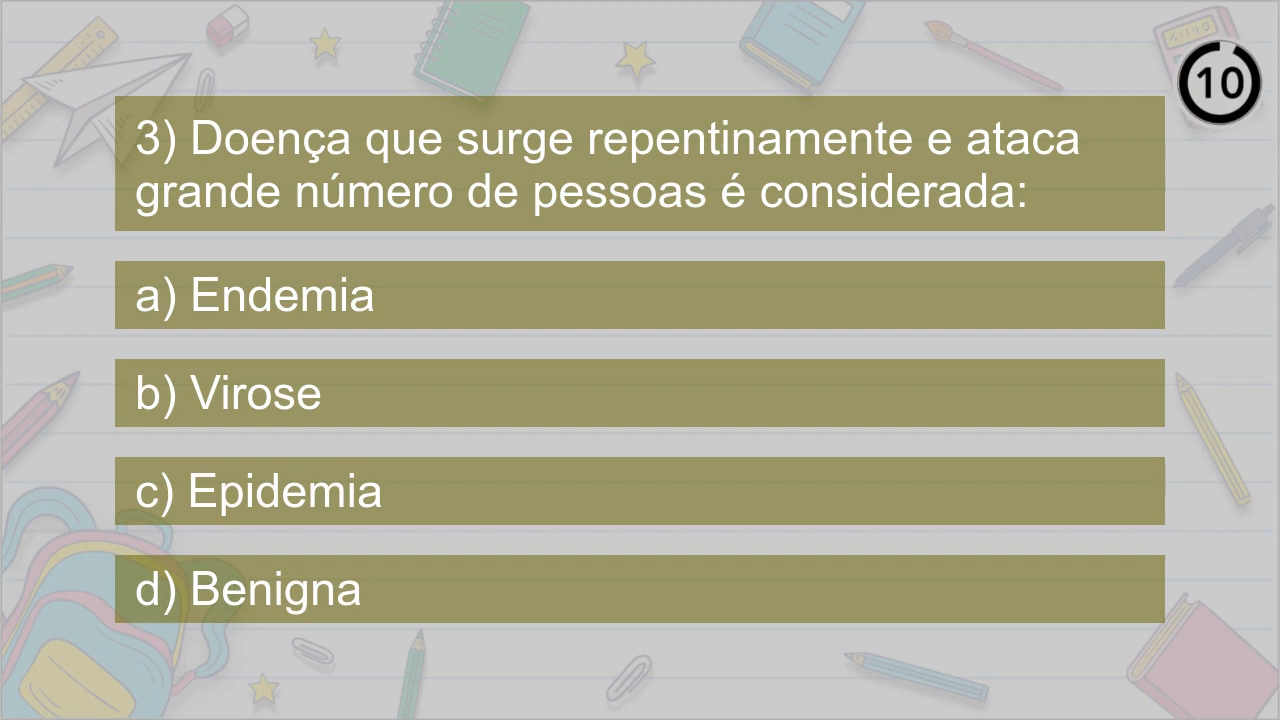 10
3) Doença que surge repentinamente e ataca
grande número de pessoas é considerada:
a) Endemia
b) Virose
c) Epidemia
d) Benigna